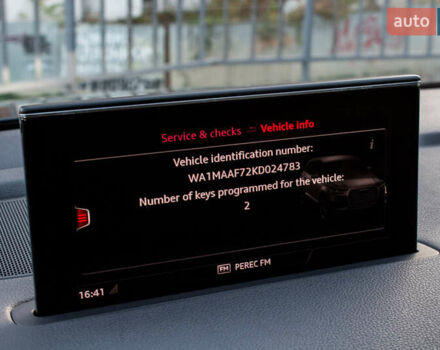 auto
Service & checks Vehicle info
Vehicle identification number:
WA1MAAF72KD024783
Number of keys programmed for the vehicle:
2
i
FM PEREC FM
16:41